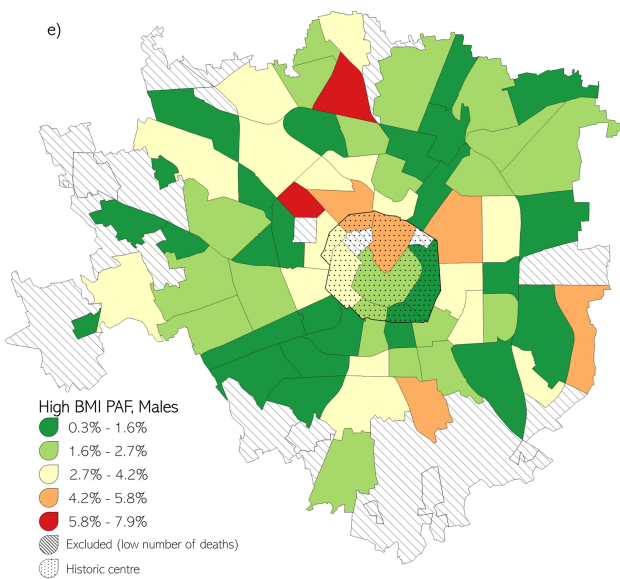 e)
High BMI PAF, Males
0.3% - 1.6%
1.6% - 2.7%
2.7% - 4.2%
4.2% - 5.8%
5.8% - 7.9%
Excluded (low number of deaths)
Historic centre